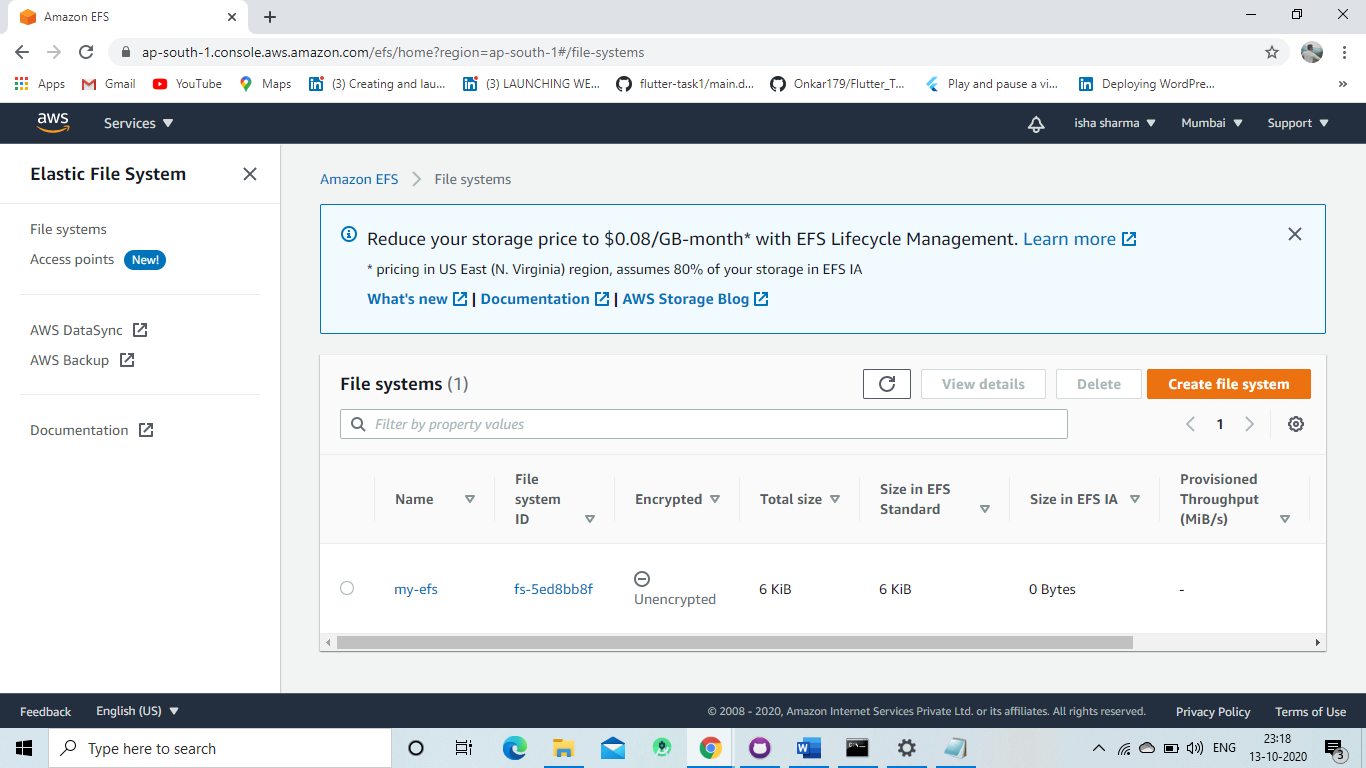 Amazon EFS
ap-south-1.console.aws.amazon.com/efs/home?region=ap-south-1#/file-systems
Apps Gmail YouTube Maps (3) Creating and lau... (3) LAUNCHING WE... flutter-task1/main.d... Onkar179/Flutter_T... Play and pause a vi... Deploying WordPre... »
aws Services isha sharma Mumbai Support
Elastic File System
File systems
Access points New!
AWS DataSync
AWS Backup
Documentation
Amazon EFS File systems
Reduce your storage price to $0.08/GB-month* with EFS Lifecycle Management. Learn more
* pricing in US East (N. Virginia) region, assumes 80% of your storage in EFS IA
What's new | Documentation | AWS Storage Blog
File systems (1) View details Delete Create file system
Filter by property values 1
Name
File
system
ID
Encrypted
Total size
Size in EFS
Standard
Size in EFS IA
Provisioned
Throughput
(MiB/s)
my-efs fs-5ed8bb8f Unencrypted 6 KiB 6 KiB 0 Bytes -
Feedback English (US) © 2008 - 2020, Amazon Internet Services Private Ltd. or its affiliates. All rights reserved. Privacy Policy Terms of Use
Type here to search ENG 23:18
13-10-2020 3